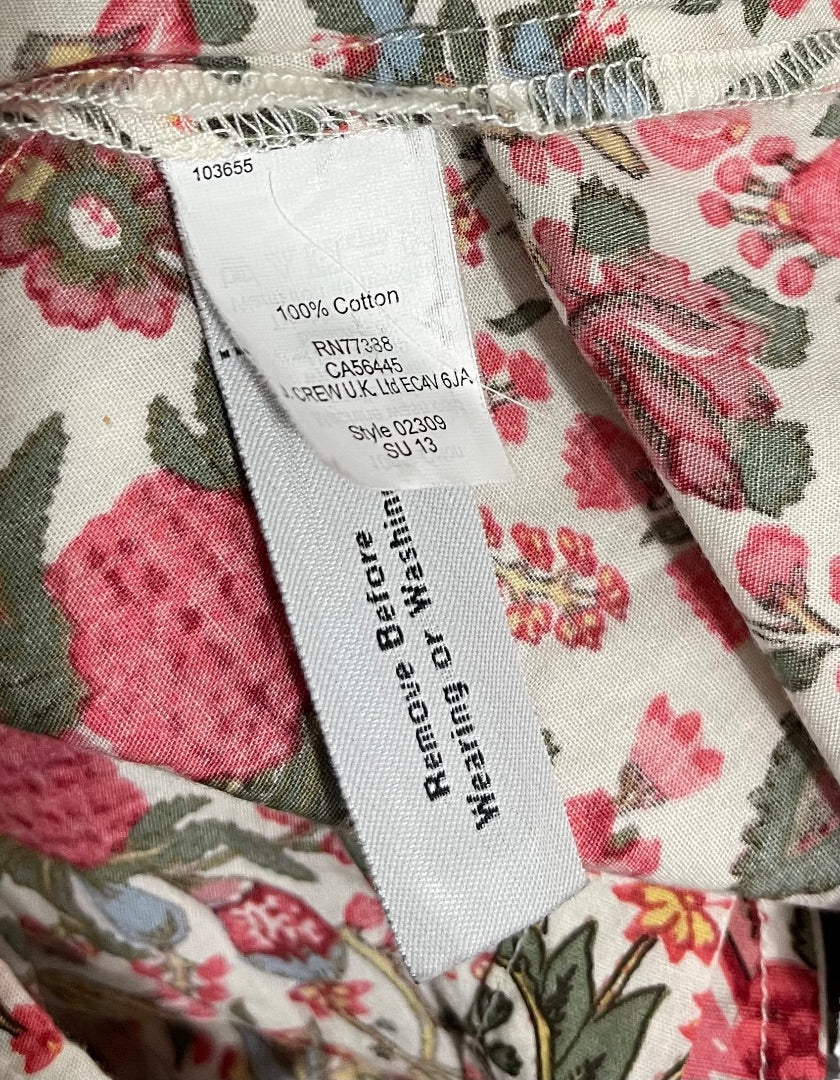 103655
100% Cotton
RN77388
CA56445
CREW U.K. Ltd EC4V 6JA
Style 02309
SU 13
Remove Before
Wearing or Washing